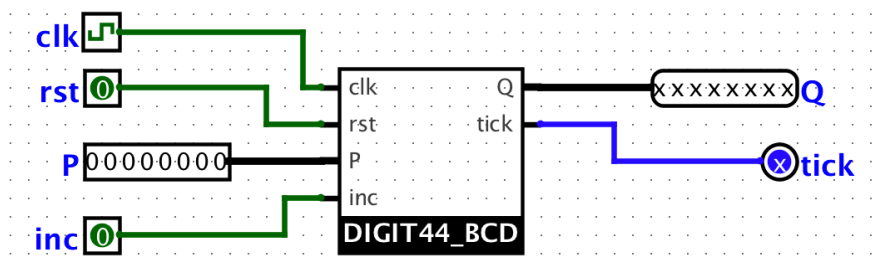 clk
rst 0 clk Q xxxxxxxx Q
rst tick
P 00000000 P x tick
inc
inc 0 DIGIT44_BCD